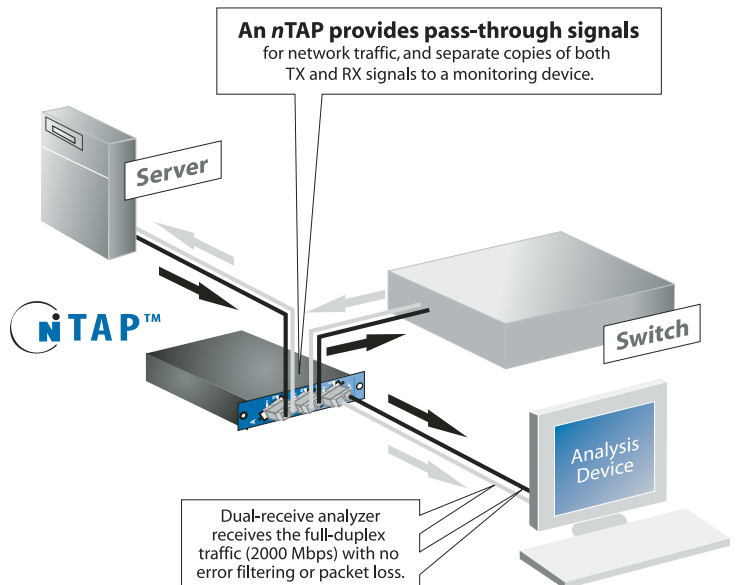 An nTAP provides pass-through signals
for network traffic, and separate copies of both
TX and RX signals to a monitoring device.
Server
nTAP™
Switch
Analysis
Device
Dual-receive analyzer
receives the full-duplex
traffic (2000 Mbps) with no
error filtering or packet loss.